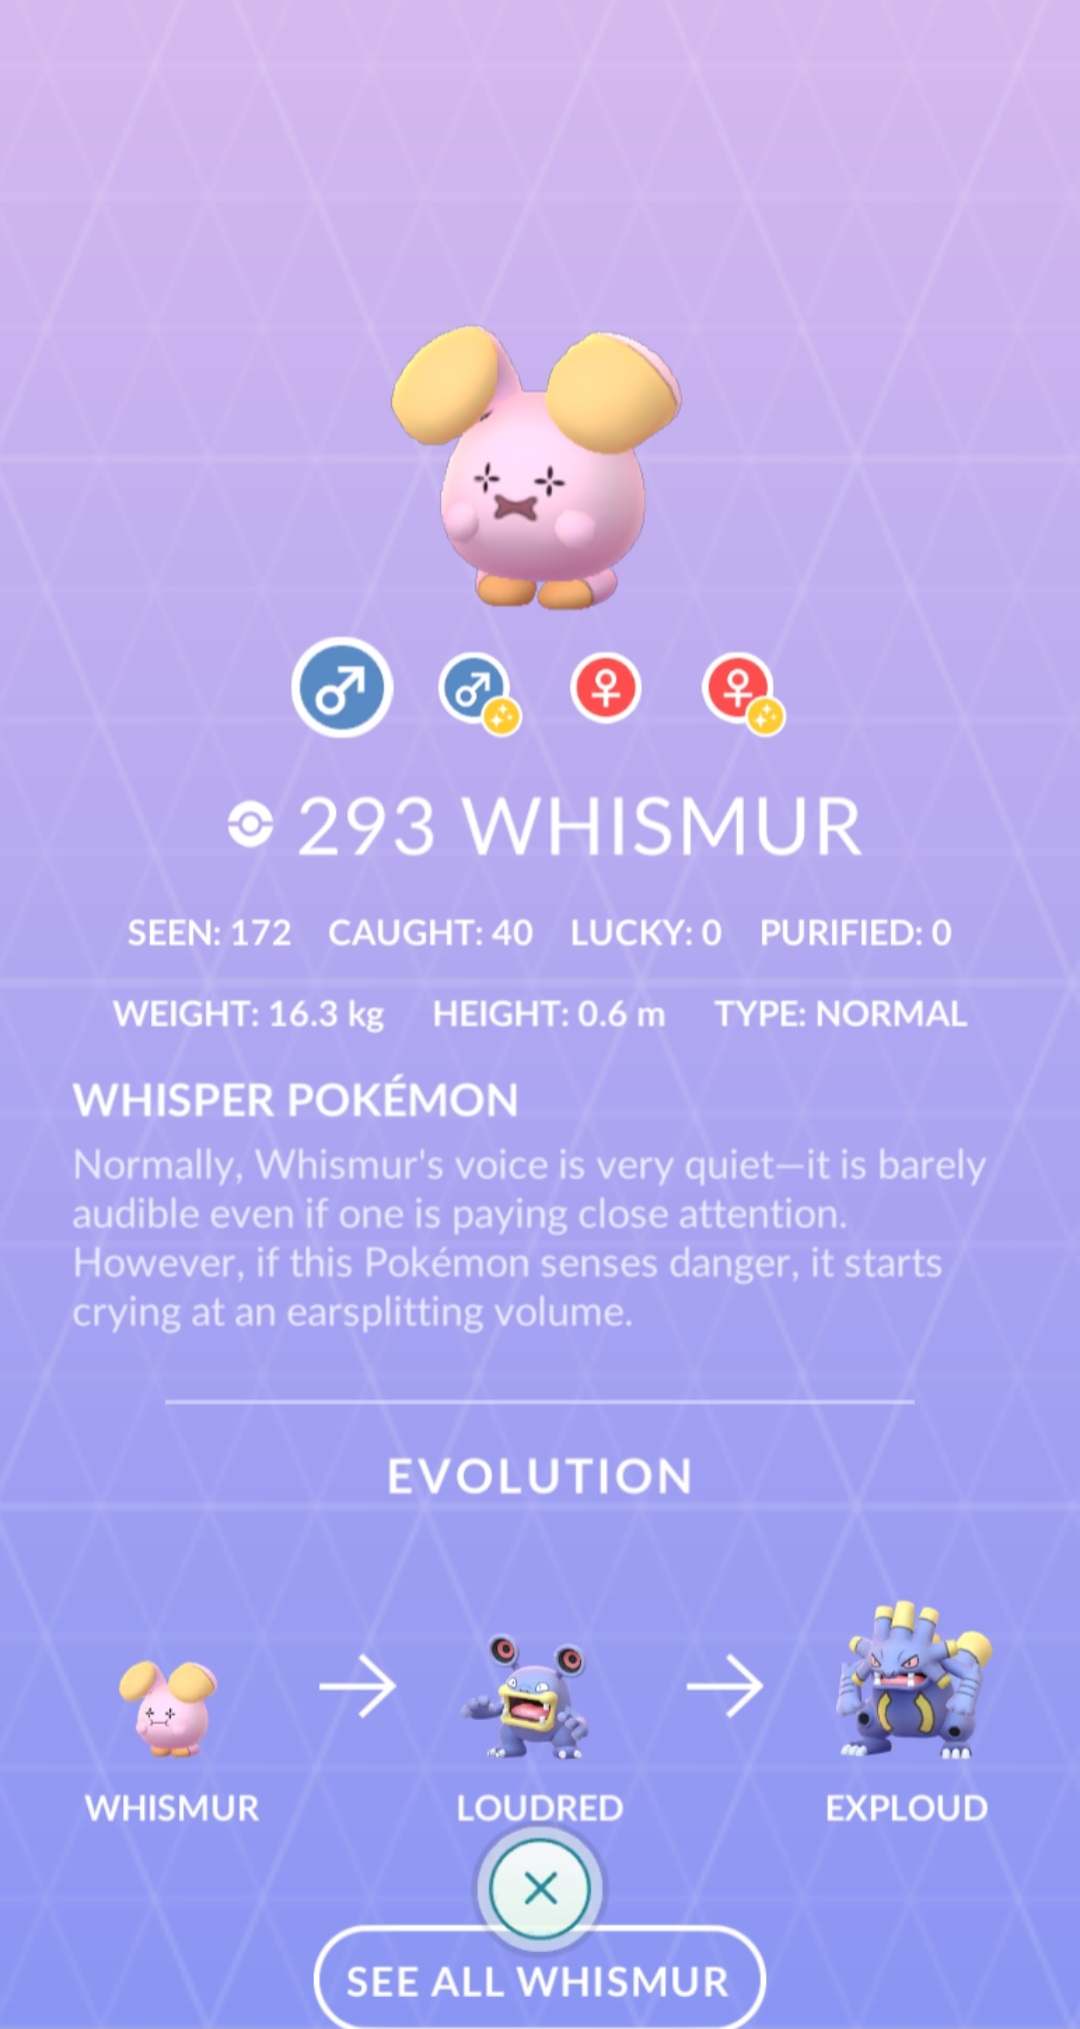 293 WHISMUR
SEEN: 172 CAUGHT: 40 LUCKY: 0 PURIFIED: 0
WEIGHT: 16.3 kg HEIGHT: 0.6 m TYPE: NORMAL
WHISPER POKÉMON
Normally, Whismur's voice is very quiet—it is barely
audible even if one is paying close attention.
However, if this Pokémon senses danger, it starts
crying at an earsplitting volume.
EVOLUTION
WHISMUR LOUDRED EXPLOUD
SEE ALL WHISMUR